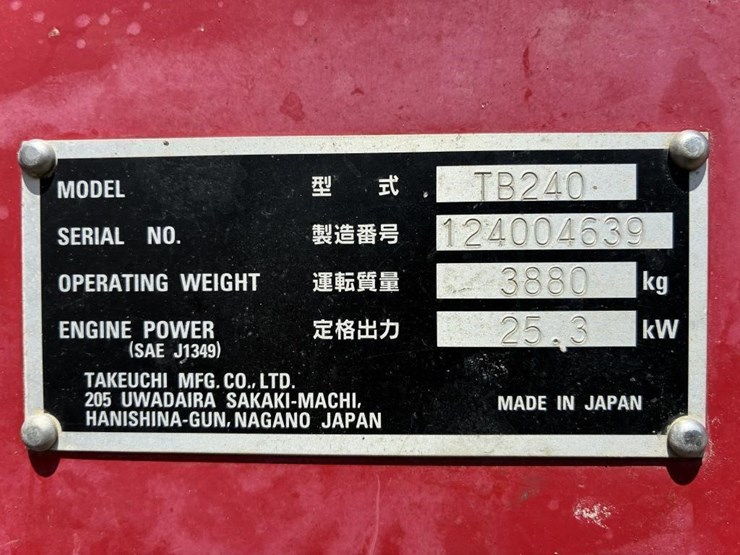 MODEL 型 式 TB240
SERIAL NO. 製造番号 124004639
OPERATING WEIGHT 運転質量 3880 kg
ENGINE POWER 定格出力 25.3 kW
(SAE J1349)
TAKEUCHI MFG. CO., LTD.
205 UWADAIRA SAKAKI-MACHI,
HANISHINA-GUN, NAGANO JAPAN MADE IN JAPAN